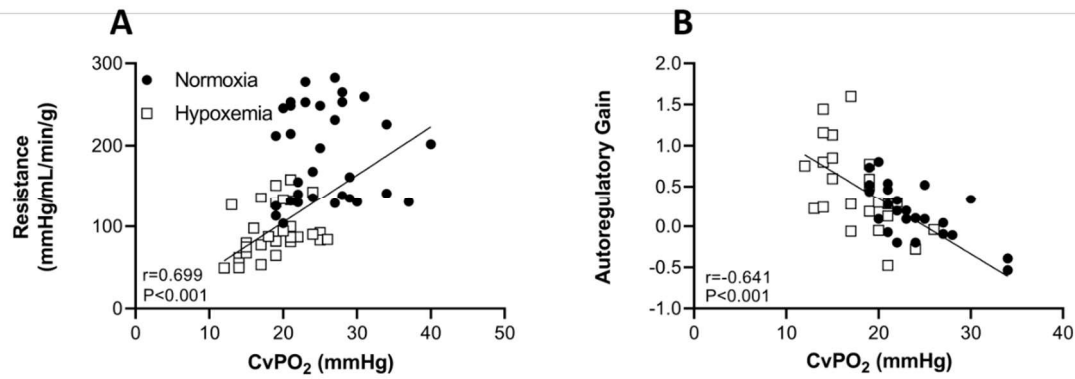 A
Resistance
(mmHg/mL/min/g)
300
200
100
0
Normoxia
Hypoxemia
r=0.699
P<0.001
0 10 20 30 40 50
CvPO₂ (mmHg)
B
Autoregulatory Gain
2.0
1.5
1.0
0.5
0.0
-0.5
-1.0
r=-0.641
P<0.001
0 10 20 30 40
CvPO₂ (mmHg)